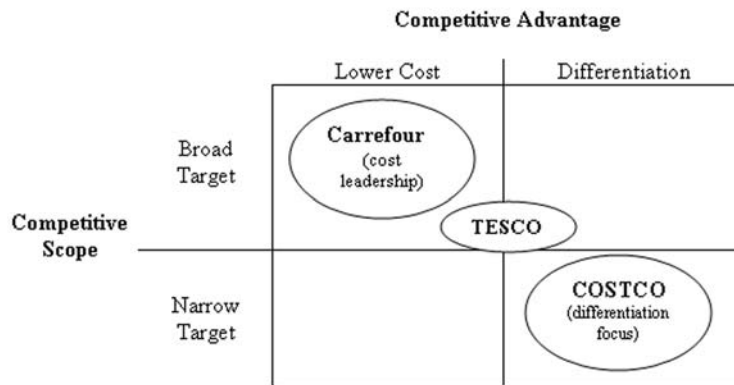 Competitive Advantage
Lower Cost
Differentiation
Broad
Target
Carrefour
(cost
leadership)
TESCO
Competitive
Scope
Narrow
Target
COSTCO
(differentiation
focus)